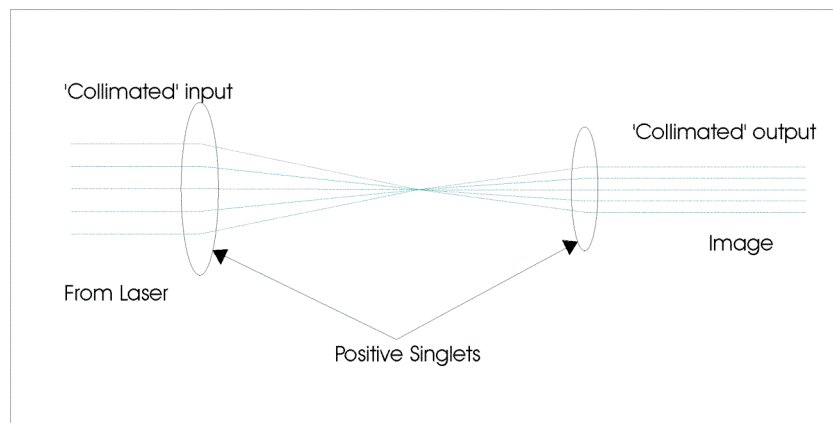 'Collimated' input
'Collimated' output
Image
From Laser
Positive Singlets